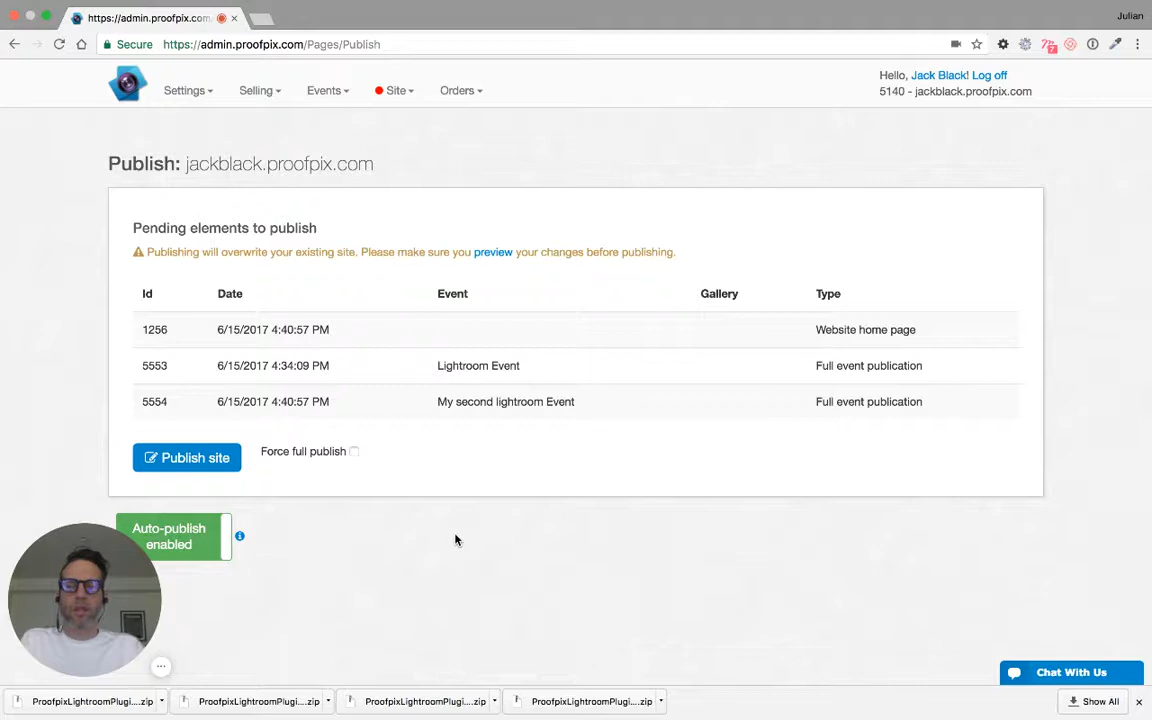 https://admin.proofpix.com/
Julian
Secure https://admin.proofpix.com/Pages/Publish
7
Settings Selling Events Site Orders
Hello, Jack Black! Log off
5140 - jackblack.proofpix.com
Publish: jackblack.proofpix.com
Pending elements to publish
Publishing will overwrite your existing site. Please make sure you preview your changes before publishing.
Id Date Event Gallery Type
1256 6/15/2017 4:40:57 PM Website home page
5553 6/15/2017 4:34:09 PM Lightroom Event Full event publication
5554 6/15/2017 4:40:57 PM My second lightroom Event Full event publication
Publish site Force full publish
Auto-publish
enabled
Chat With Us
ProofpixLightroomPlugi....zip ProofpixLightroomPlugi....zip ProofpixLightroomPlugi....zip ProofpixLightroomPlugi....zip Show All